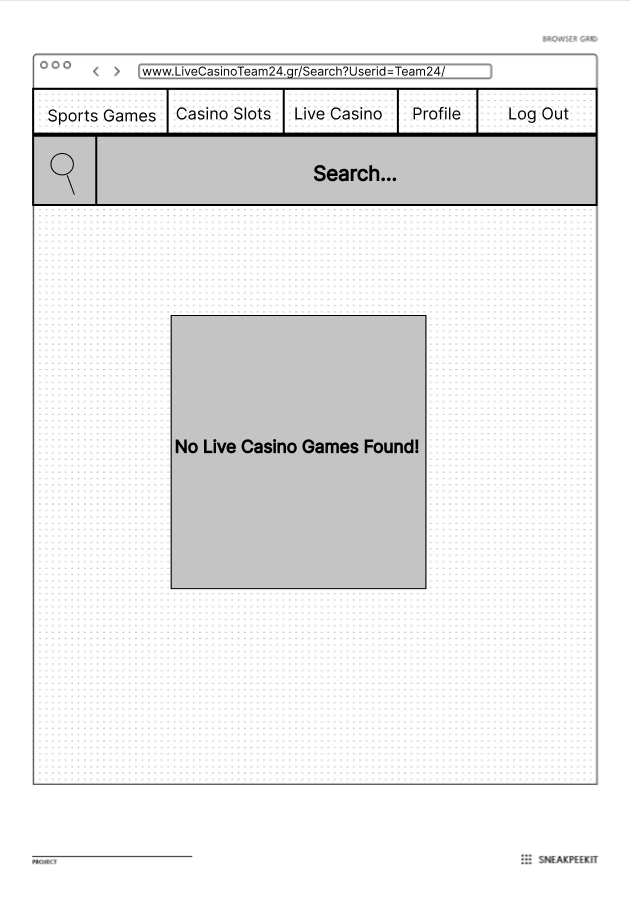 BROWSER GRID
www.LiveCasinoTeam24.gr/Search?Userid=Team24/
Sports Games Casino Slots Live Casino Profile Log Out
Search...
No Live Casino Games Found!
PROJECT
SNEAKPEEKIT